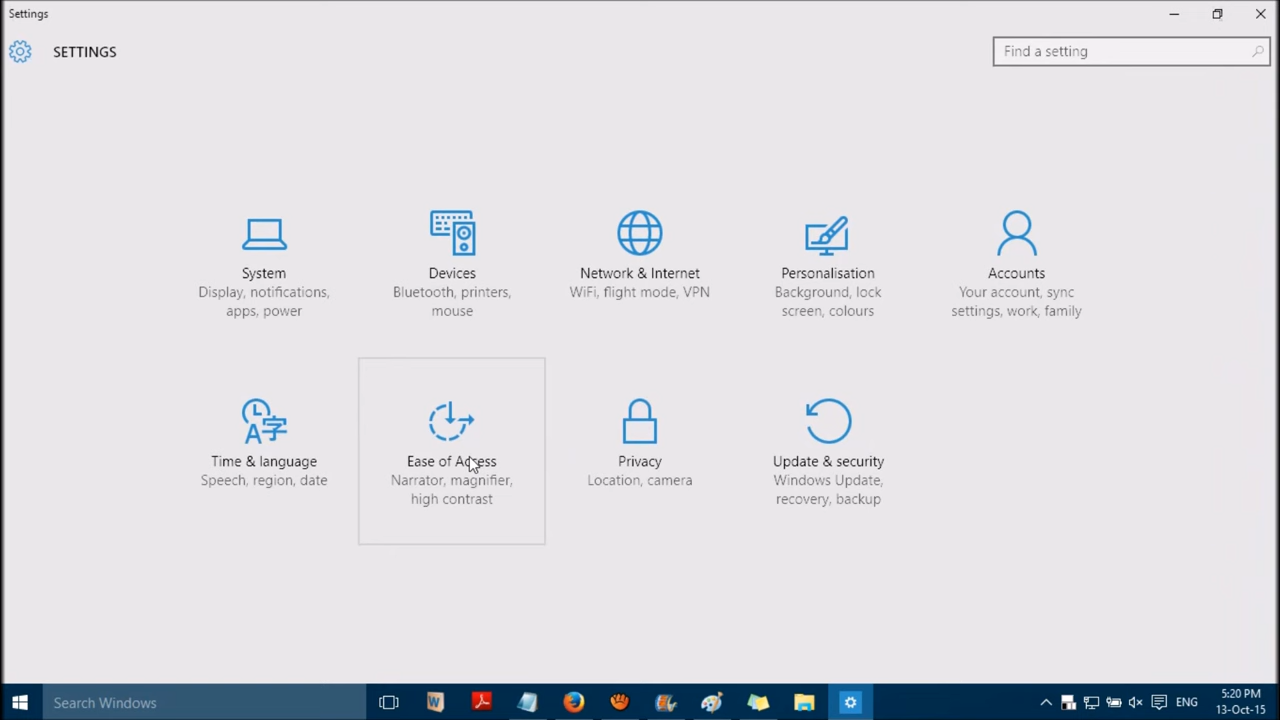 Settings
SETTINGS
Find a setting
System
Display, notifications,
apps, power
Devices
Bluetooth, printers,
mouse
Network & Internet
WiFi, flight mode, VPN
Personalisation
Background, lock
screen, colours
Accounts
Your account, sync
settings, work, family
Time & language
Speech, region, date
Ease of Access
Narrator, magnifier,
high contrast
Privacy
Location, camera
Update & security
Windows Update,
recovery, backup
Search Windows
ENG
5:20 PM
13-Oct-15